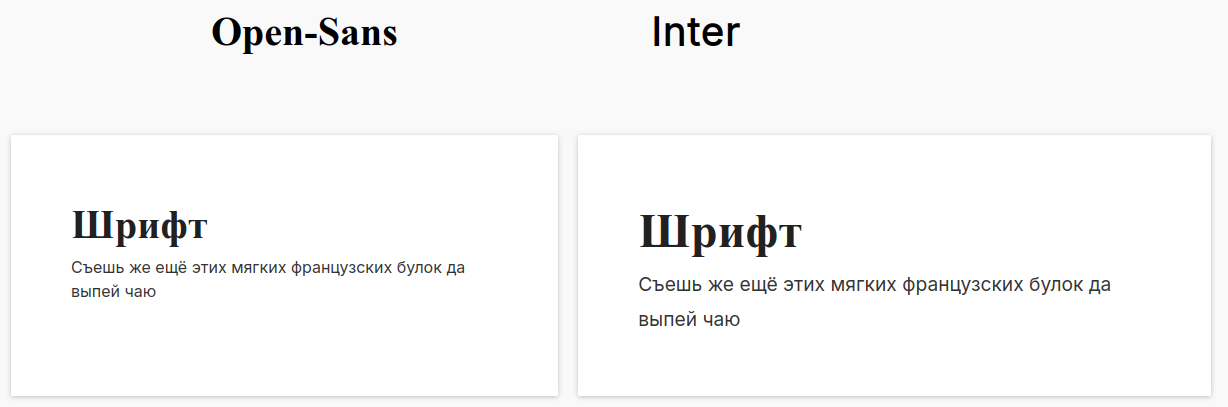 Open-Sans
Inter
Шрифт
Съешь же ещё этих мягких французских булок да
выпей чаю
Шрифт
Съешь же ещё этих мягких французских булок да
выпей чаю